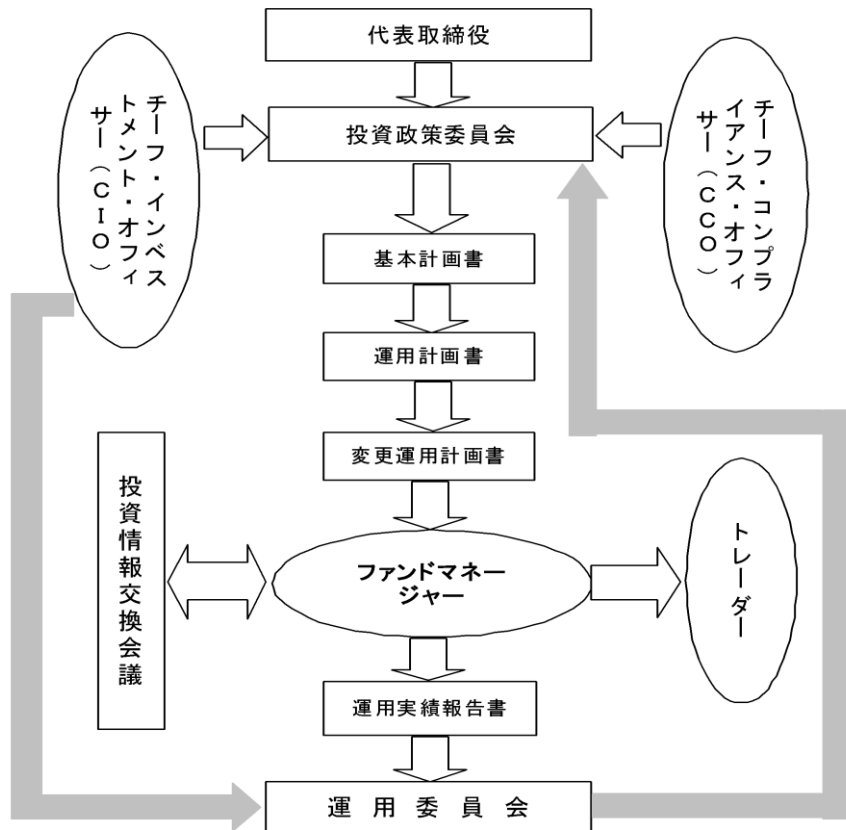 代表取締役
チーフ・インベス
トメント・オフィ
サー（CIO）
投資政策委員会
チーフ・コンプラ
イアンス・オフィ
サー（CCO）
基本計画書
運用計画書
変更運用計画書
投資情報交換会議
ファンドマネー
ジャー
トレーダー
運用実績報告書
運用委員会